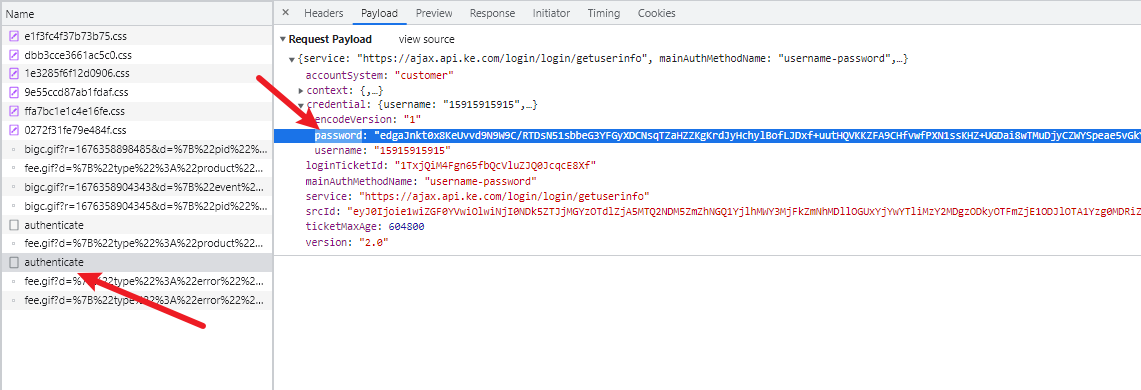 Name
e1f3fc4f37b73b75.css
dbb3cce3661ac5c0.css
1e3285f6f12d0906.css
9e55ccd87ab1fdaf.css
ffa7bc1e1c4e16fe.css
0272f31fe79e484f.css
bigc.gif?r=1676358898485&d=%7B%22pid%22%...
fee.gif?d=%7B%22type%22%3A%22product%22...
bigc.gif?r=1676358904343&d=%7B%22event%...
bigc.gif?r=1676358904345&d=%7B%22pid%22%...
authenticate
fee.gif?d=%7B%22type%22%3A%22product%22...
authenticate
fee.gif?d=%7B%22type%22%3A%22error%22%2...
fee.gif?d=%7B%22type%22%3A%22error%22%2...
× Headers Payload Preview Response Initiator Timing Cookies
Request Payload view source
{service: "https://ajax.api.ke.com/login/login/getuserinfo", mainAuthMethodName: "username-password",…}
accountSystem: "customer"
context: {,…}
credential: {username: "15915915915",…}
encodeVersion: "1"
password: "edgaJnkt0x8KeUvvd9N9W9C/RTDsN51sbbeG3YFGyXDCNsqTZaHZZKgKrdJyHchylBofLJDxf+uutHQVKKZFA9CHfvwfPXN1ssKHZ+UGDai8wTMuDjyCZWYSpeae5vGkY
username: "15915915915"
loginTicketId: "1TxjQiM4Fgn65fbQcVluZJQ0JcqcE8Xf"
mainAuthMethodName: "username-password"
service: "https://ajax.api.ke.com/login/login/getuserinfo"
srcId: "eyJ0Ijoie1wiZGF0YVwiOlwiNjI0NDk5ZTJjMGYzOTdlZjA5MTQ2NDM5ZmZhNGQ1YjlhMWY3MjFkZmNhMDllOGUxYjYwYTliMzY2MDgzODkyOTFmZjE1ODJlOTA1Yzg0MDRiZ
ticketMaxAge: 604800
version: "2.0"